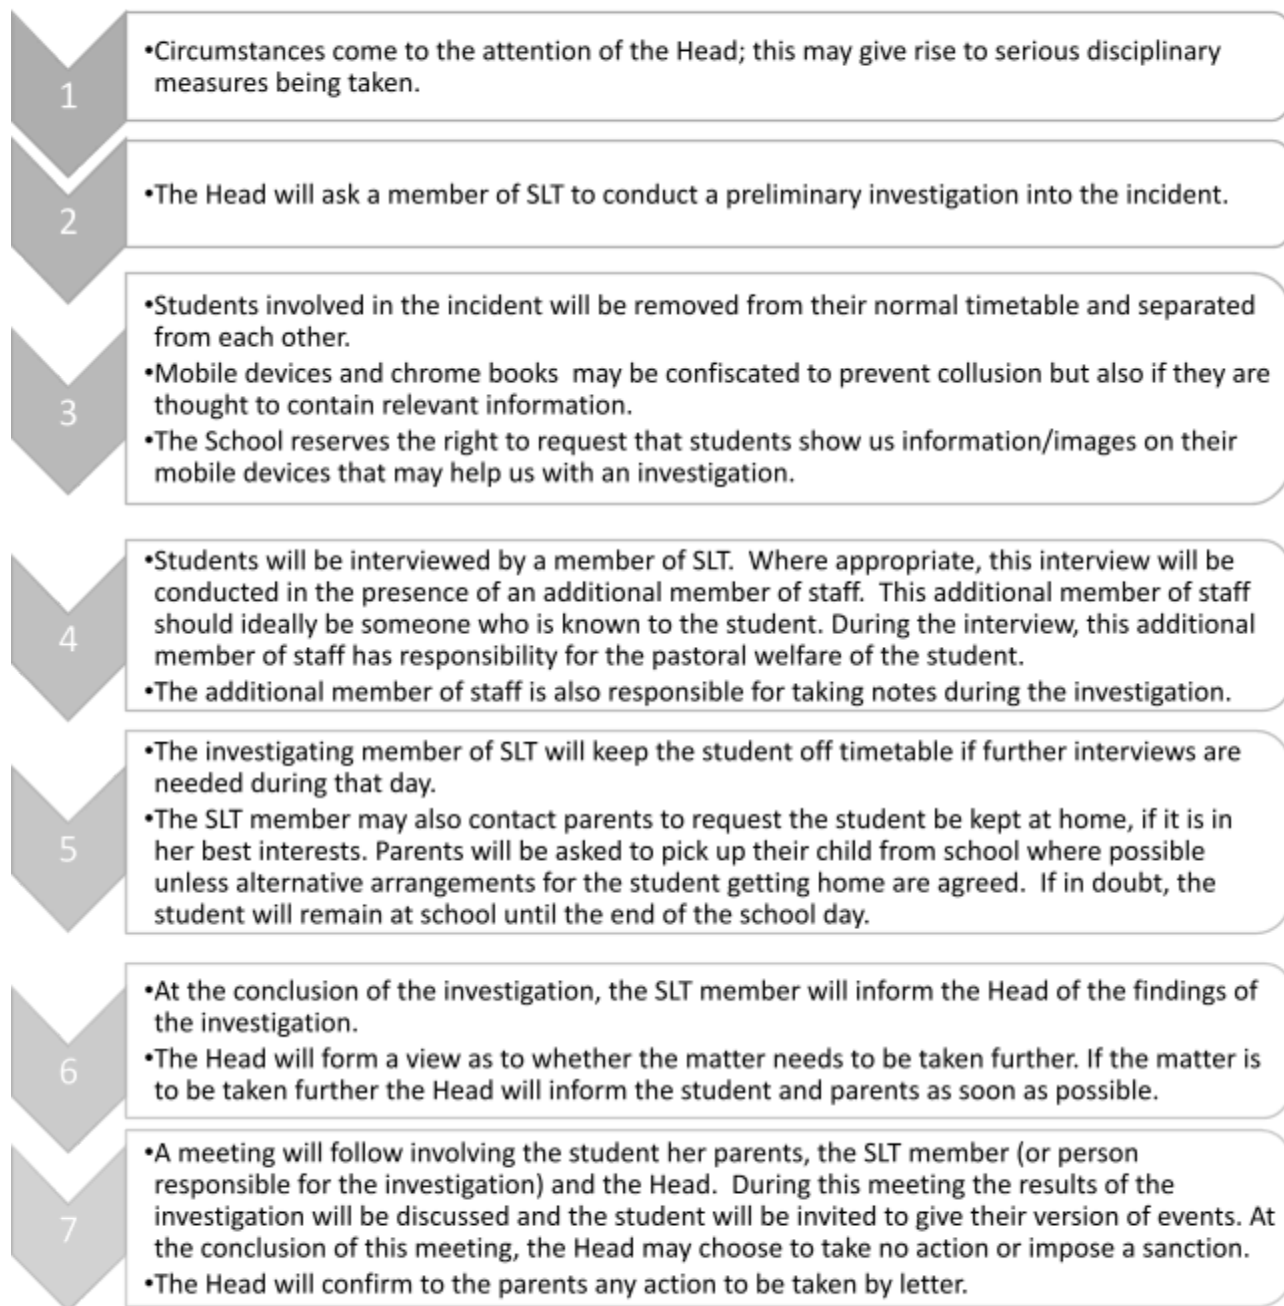 1
•Circumstances come to the attention of the Head; this may give rise to serious disciplinary
measures being taken.
2
•The Head will ask a member of SLT to conduct a preliminary investigation into the incident.
3
•Students involved in the incident will be removed from their normal timetable and separated
from each other.
•Mobile devices and chrome books  may be confiscated to prevent collusion but also if they are
thought to contain relevant information.
•The School reserves the right to request that students show us information/images on their
mobile devices that may help us with an investigation.
4
•Students will be interviewed by a member of SLT.  Where appropriate, this interview will be
conducted in the presence of an additional member of staff.  This additional member of staff
should ideally be someone who is known to the student. During the interview, this additional
member of staff has responsibility for the pastoral welfare of the student.
•The additional member of staff is also responsible for taking notes during the investigation.
5
•The investigating member of SLT will keep the student off timetable if further interviews are
needed during that day.
•The SLT member may also contact parents to request the student be kept at home, if it is in
her best interests. Parents will be asked to pick up their child from school where possible
unless alternative arrangements for the student getting home are agreed.  If in doubt, the
student will remain at school until the end of the school day.
6
•At the conclusion of the investigation, the SLT member will inform the Head of the findings of
the investigation.
•The Head will form a view as to whether the matter needs to be taken further. If the matter is
to be taken further the Head will inform the student and parents as soon as possible.
7
•A meeting will follow involving the student her parents, the SLT member (or person
responsible for the investigation) and the Head.  During this meeting the results of the
investigation will be discussed and the student will be invited to give their version of events. At
the conclusion of this meeting, the Head may choose to take no action or impose a sanction.
•The Head will confirm to the parents any action to be taken by letter.